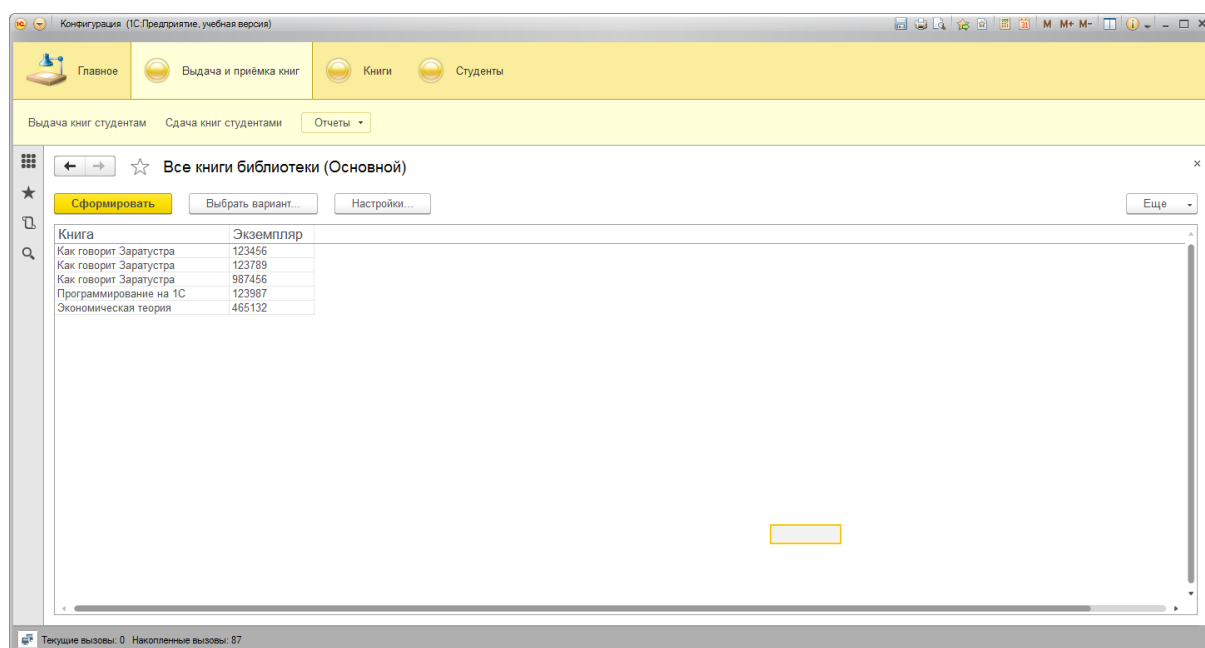 Конфигурация (1С:Предприятие, учебная версия) M M+ M-
Главное Выдача и приёмка книг Книги Студенты
Выдача книг студентам Сдача книг студентами Отчеты
Все книги библиотеки (Основной)
Сформировать Выбрать вариант... Настройки... Еще
Книга Экземпляр
Как говорит Заратустра 123456
Как говорит Заратустра 123789
Как говорит Заратустра 987456
Программирование на 1С 123987
Экономическая теория 465132
Текущие вызовы: 0 Накопленные вызовы: 87